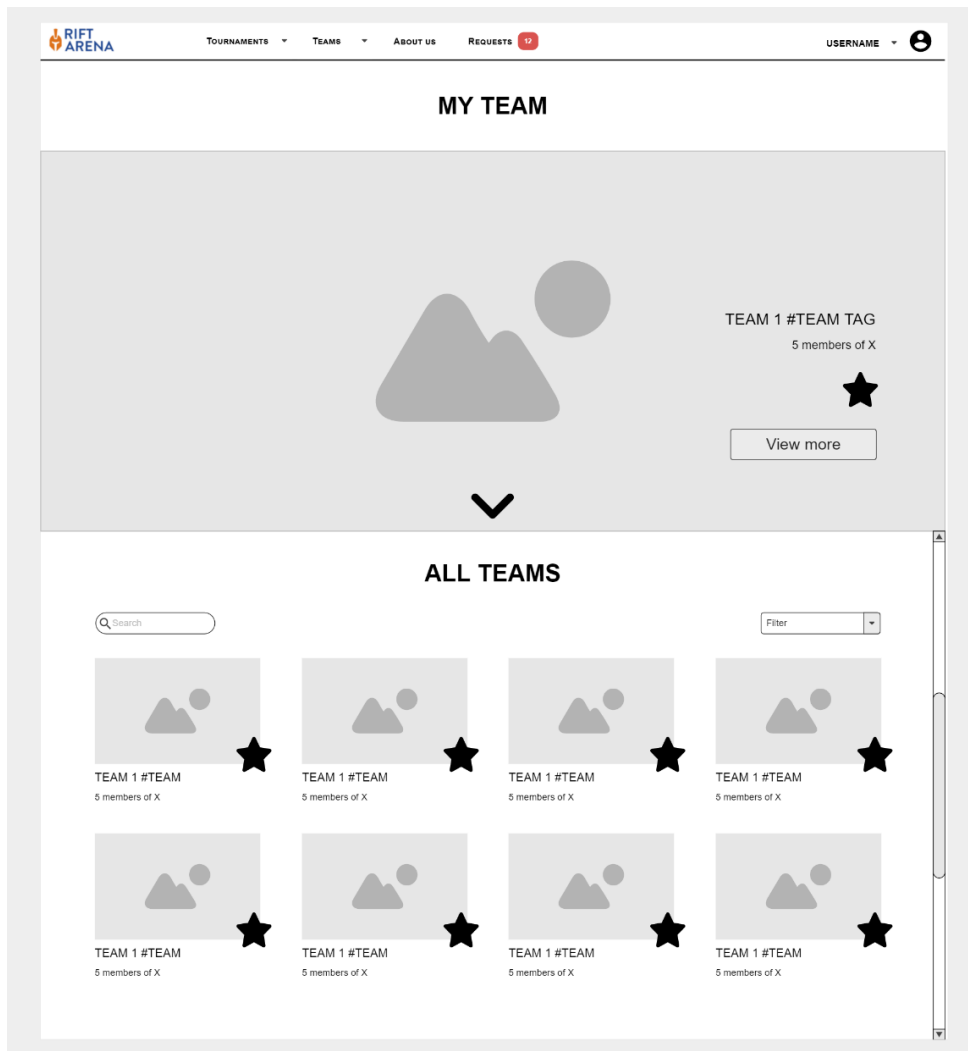 RIFT
ARENA
TOURNAMENTS TEAMS ABOUT US REQUESTS 12 USERNAME
MY TEAM
TEAM 1 #TEAM TAG
5 members of X
View more
ALL TEAMS
Search Filter
TEAM 1 #TEAM TEAM 1 #TEAM TEAM 1 #TEAM TEAM 1 #TEAM
5 members of X 5 members of X 5 members of X 5 members of X
TEAM 1 #TEAM TEAM 1 #TEAM TEAM 1 #TEAM TEAM 1 #TEAM
5 members of X 5 members of X 5 members of X 5 members of X